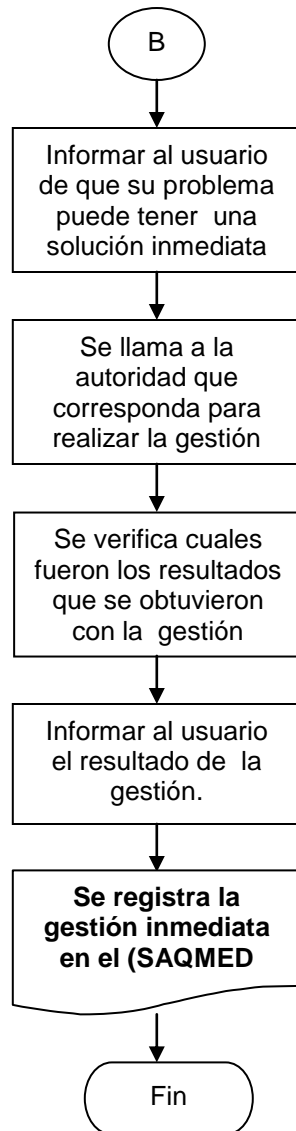 B
Informar al usuario
de que su problema
puede tener una
solución inmediata
Se llama a la
autoridad que
corresponda para
realizar la gestión
Se verifica cuales
fueron los resultados
que se obtuvieron
con la gestión
Informar al usuario
el resultado de la
gestión.
Se registra la
gestión inmediata
en el (SAQMED
Fin